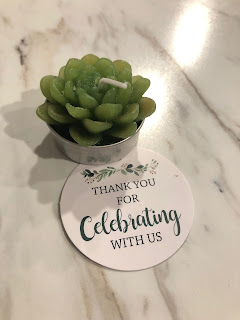 THANK YOU
FOR
Celebrating
WITH US